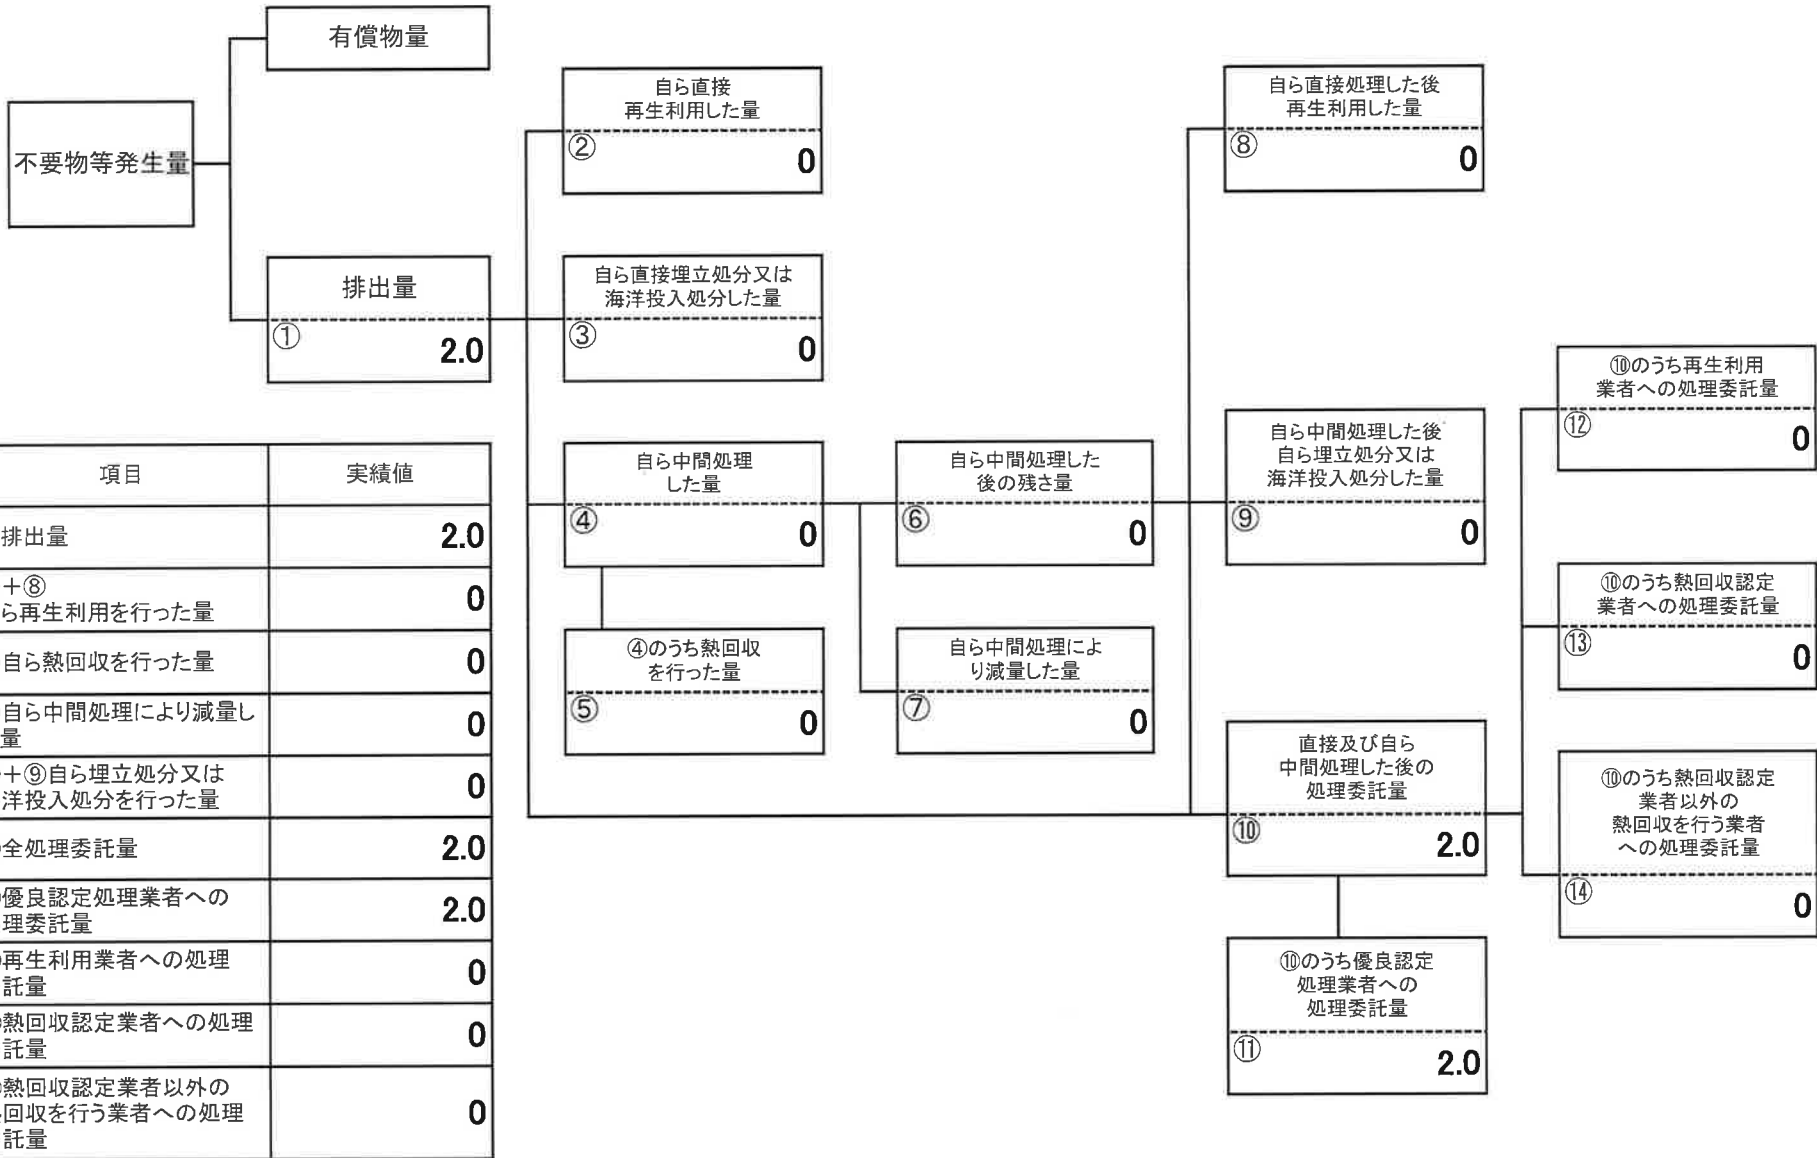 有償物量
不要物等発生量
排出量
①
2.0
自ら直接
再生利用した量
②
0
自ら直接埋立処分又は
海洋投入処分した量
③
0
自ら中間処理
した量
④
0
④のうち熱回収
を行った量
⑤
0
自ら中間処理した
後の残さ量
⑥
0
自ら中間処理によ
り減量した量
⑦
0
自ら直接処理した後
再生利用した量
⑧
0
自ら中間処理した後
自ら埋立処分又は
海洋投入処分した量
⑨
0
直接及び自ら
中間処理した後の
処理委託量
⑩
2.0
⑩のうち優良認定
処理業者への
処理委託量
⑪
2.0
⑩のうち再生利用
業者への処理委託量
⑫
0
⑩のうち熱回収認定
業者への処理委託量
⑬
0
⑩のうち熱回収認定
業者以外の
熱回収を行う業者
への処理委託量
⑭
0
項目 実績値
排出量 2.0
+⑧
ら再生利用を行った量 0
自ら熱回収を行った量 0
自ら中間処理により減量し
量 0
+⑨自ら埋立処分又は
洋投入処分を行った量 0
全処理委託量 2.0
優良認定処理業者への
理委託量 2.0
再生利用業者への処理
託量 0
熱回収認定業者への処理
託量 0
熱回収認定業者以外の
回収を行う業者への処理
託量 0